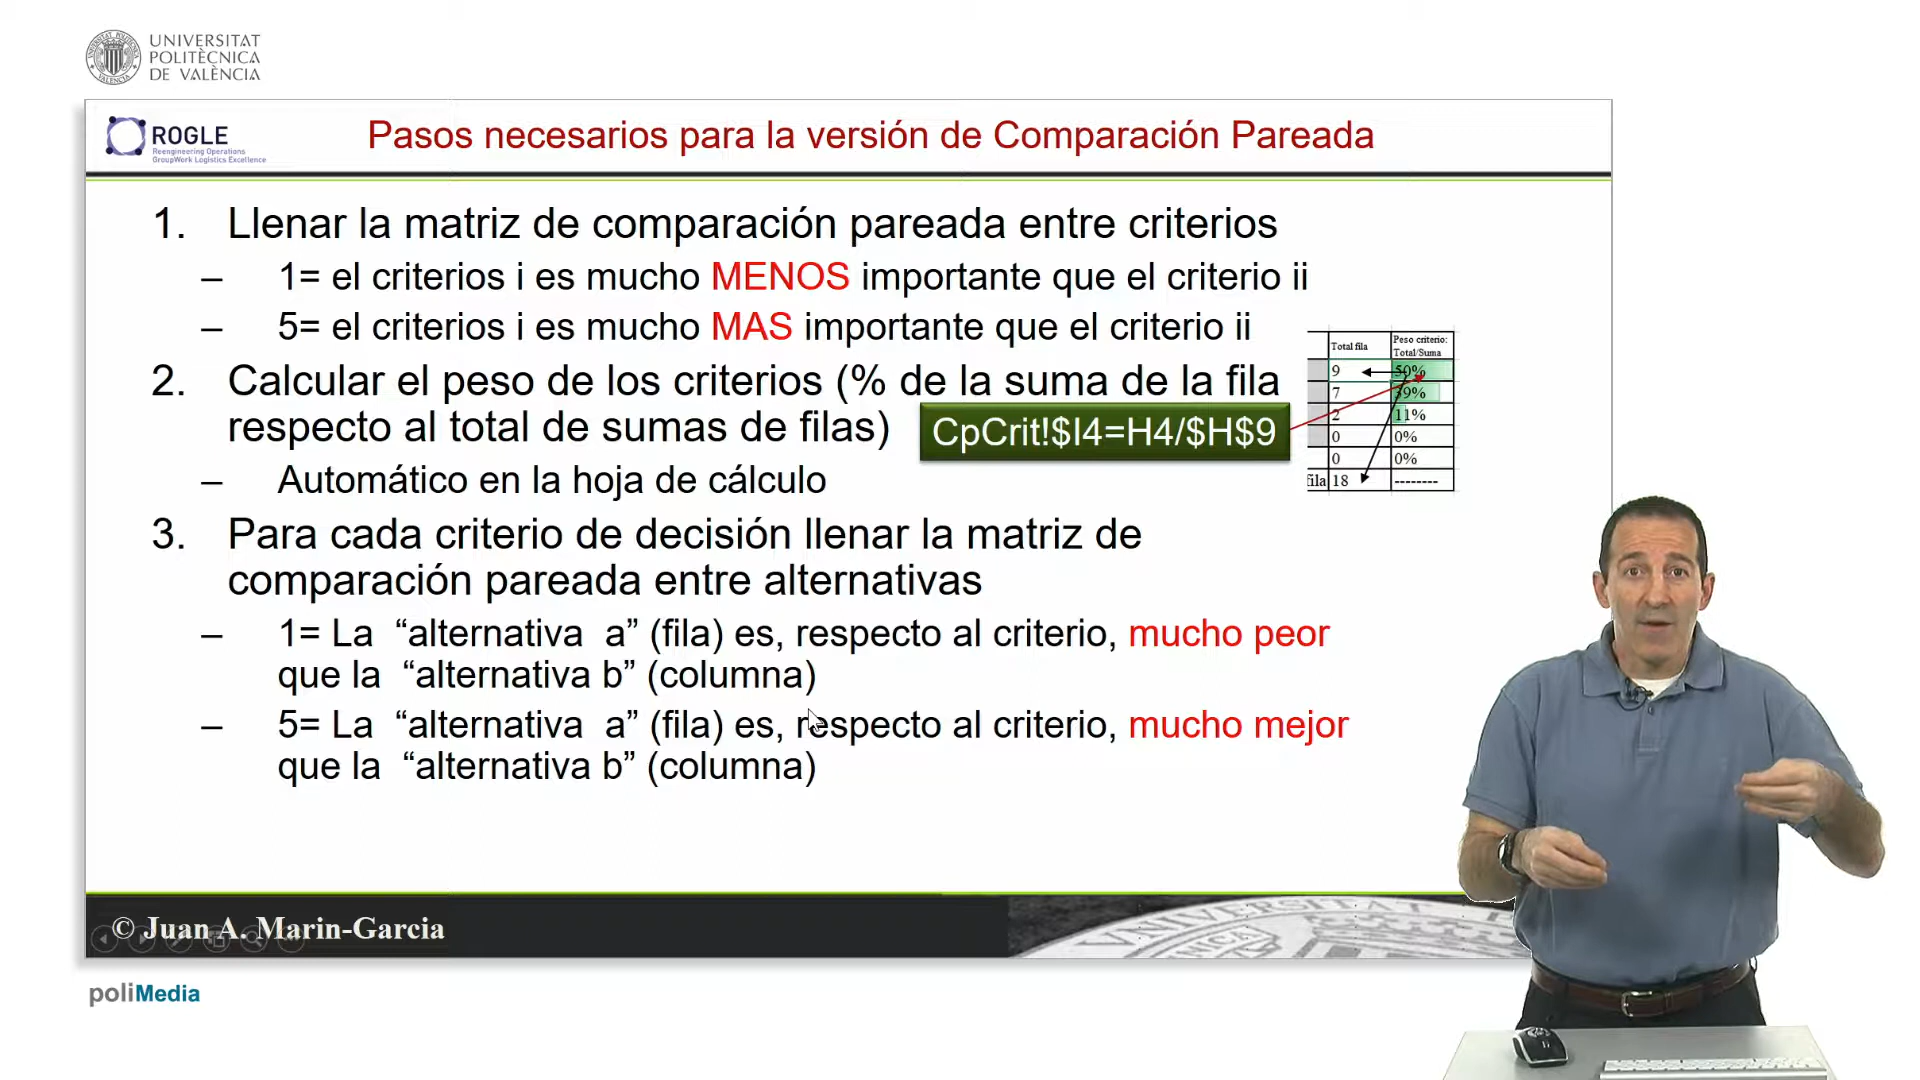 UNIVERSITAT
POLITÈCNICA
DE VALÈNCIA
ROGLE
Reengineering Operations
GroupWork Logistics Excellence
Pasos necesarios para la versión de Comparación Pareada
1. Llenar la matriz de comparación pareada entre criterios
– 1= el criterios i es mucho MENOS importante que el criterio ii
– 5= el criterios i es mucho MAS importante que el criterio ii
2. Calcular el peso de los criterios (% de la suma de la fila
respecto al total de sumas de filas)
CpCrit!$I4=H4/$H$9
– Automático en la hoja de cálculo
Total fila
Peso criterio:
Total/Suma
9 50%
7 39%
2 11%
0 0%
0 0%
fila 18 --------
3. Para cada criterio de decisión llenar la matriz de
comparación pareada entre alternativas
– 1= La “alternativa a” (fila) es, respecto al criterio, mucho peor
que la “alternativa b” (columna)
– 5= La “alternativa a” (fila) es, respecto al criterio, mucho mejor
que la “alternativa b” (columna)
© Juan A. Marin-Garcia
poliMedia